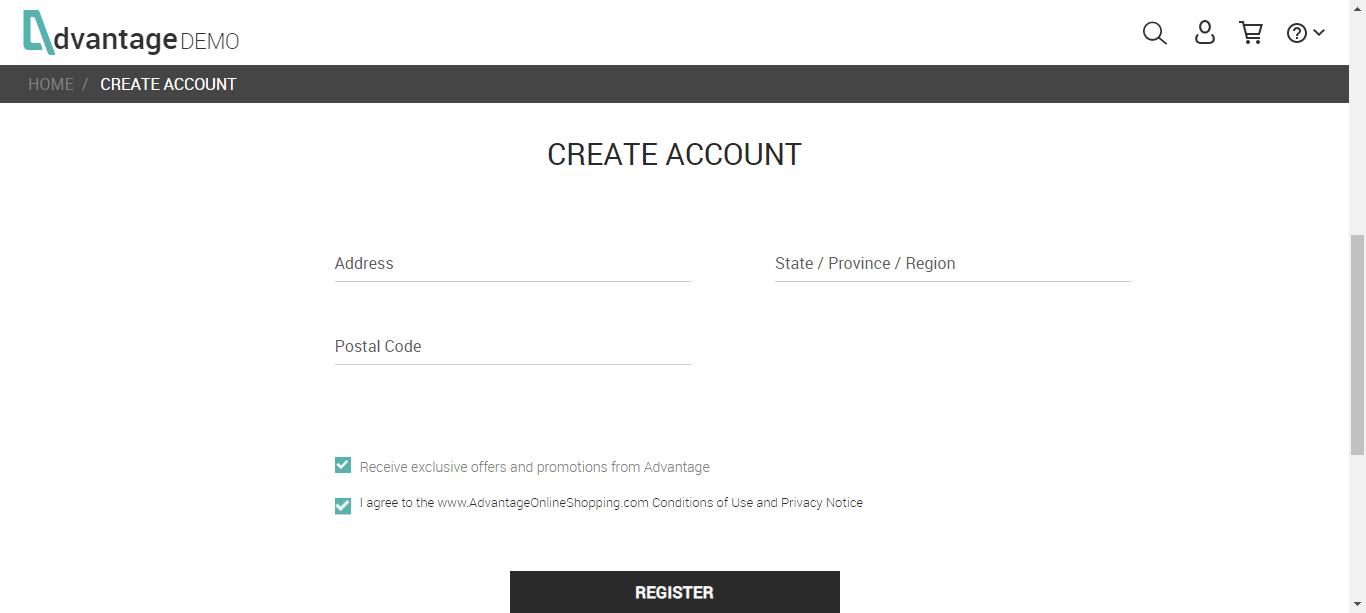 dvantage DEMO
HOME / CREATE ACCOUNT
CREATE ACCOUNT
Address
State / Province / Region
Postal Code
Receive exclusive offers and promotions from Advantage
I agree to the www.AdvantageOnlineShopping.com Conditions of Use and Privacy Notice
REGISTER